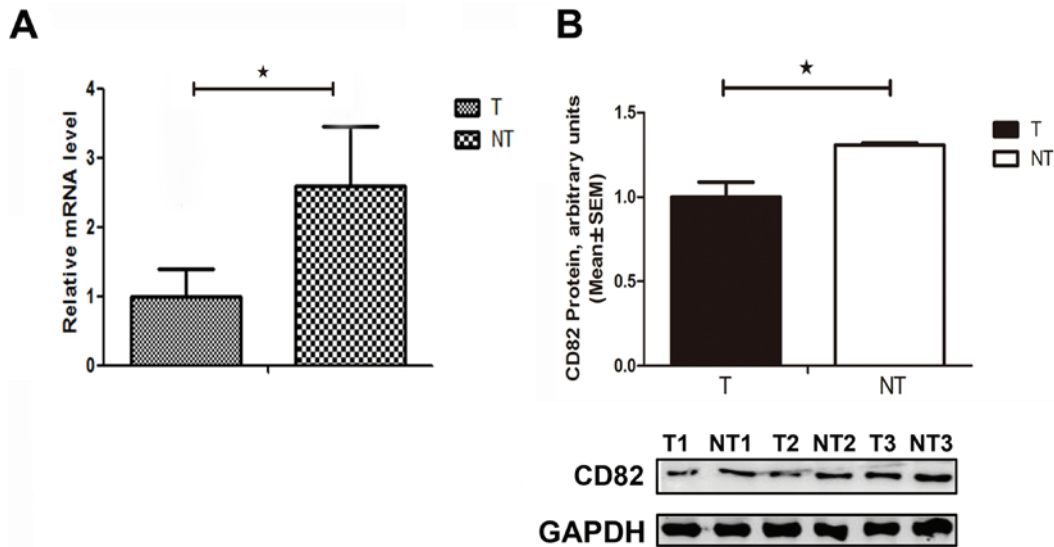 A
Relative mRNA level
4
3
2
1
0
★
T
NT
B
CD82 Protein, arbitrary units
(Mean±SEM)
1.5
1.0
0.5
0.0
★
T
NT
T NT
T1 NT1 T2 NT2 T3 NT3
CD82
GAPDH